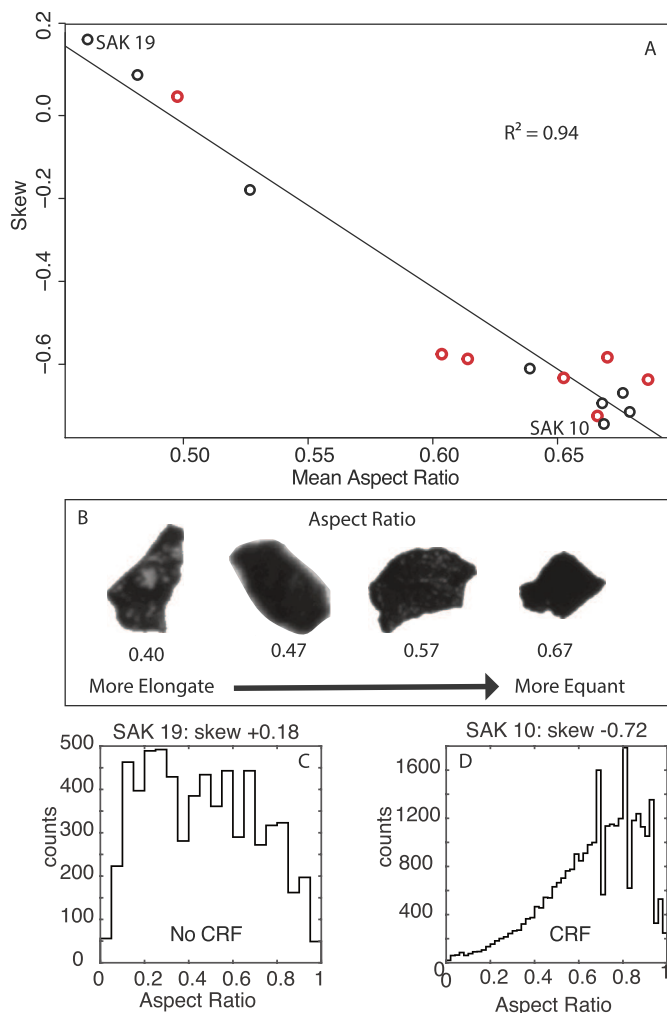 0.2
SAK 19
A
0.0
R² = 0.94
−0.2
Skew
−0.4
−0.6
SAK 10
0.50 0.55 0.60 0.65
Mean Aspect Ratio
B
Aspect Ratio
0.40 0.47 0.57 0.67
More Elongate More Equant
SAK 19: skew +0.18
500
C
400
counts
300
200
100
No CRF
0
0 0.2 0.4 0.6 0.8 1
Aspect Ratio
SAK 10: skew -0.72
D
1600
1200
counts
800
400
CRF
0
0.2 0.4 0.6 0.8 1
Aspect Ratio